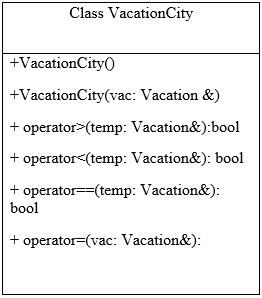 Class VacationCity
+VacationCity()
+VacationCity(vac: Vacation &)
+ operator>(temp: Vacation&):bool
+ operator<(temp: Vacation&): bool
+ operator==(temp: Vacation&):
bool
+ operator=(vac: Vacation&):